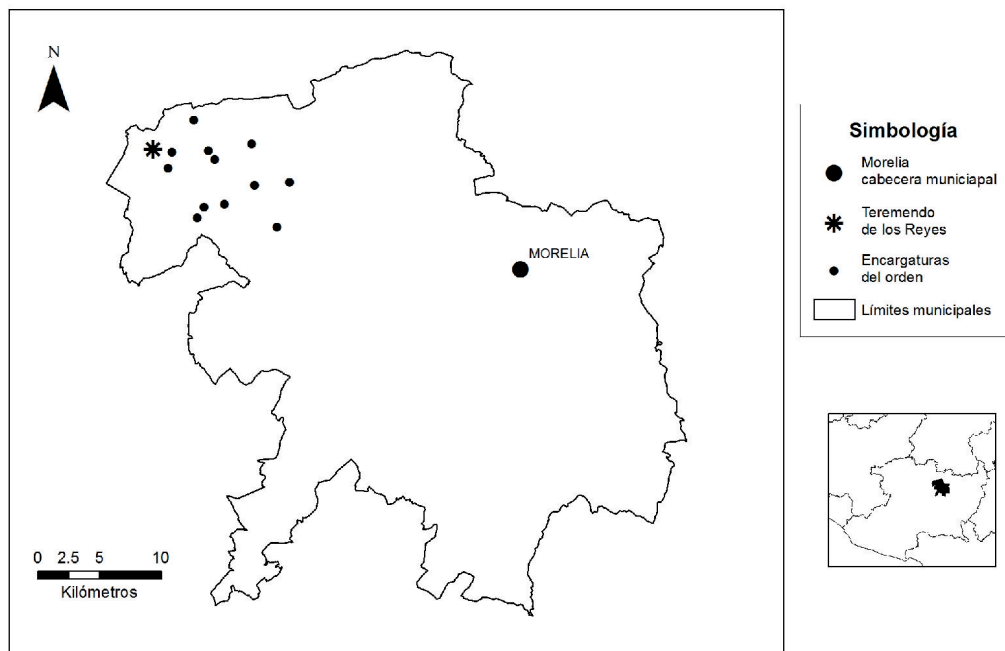 N
MORELIA
0 2.5 5 10
Kilómetros
Simbología
Morelia
cabecera municiapal
Teremendo
de los Reyes
Encargaturas
del orden
Límites municipales